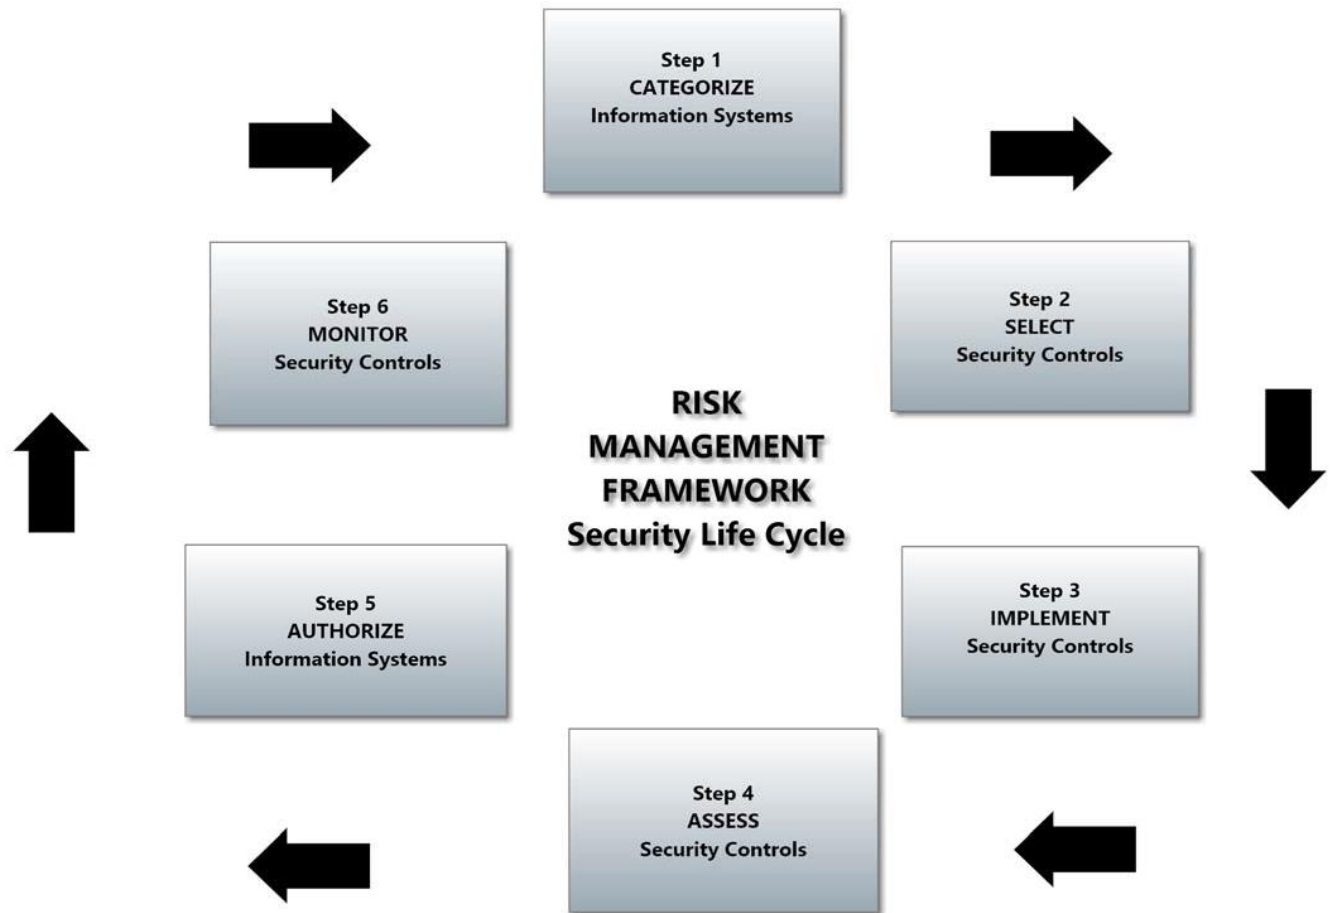 Step 1
CATEGORIZE
Information Systems
Step 2
SELECT
Security Controls
Step 3
IMPLEMENT
Security Controls
Step 4
ASSESS
Security Controls
Step 5
AUTHORIZE
Information Systems
Step 6
MONITOR
Security Controls
RISK
MANAGEMENT
FRAMEWORK
Security Life Cycle